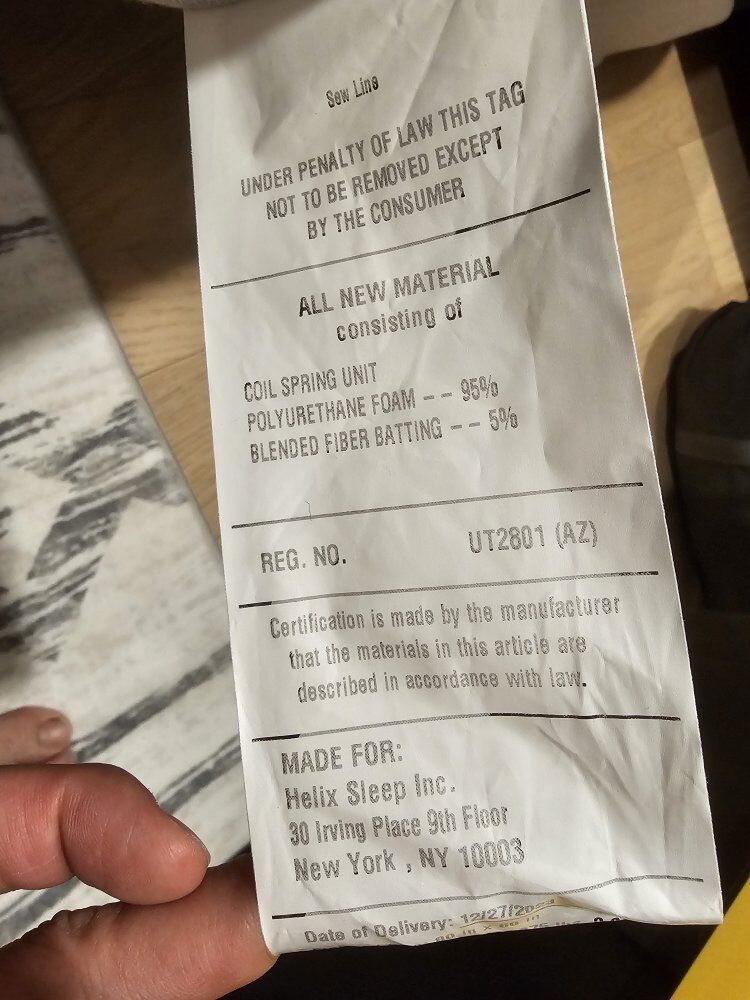 Sew Line
UNDER PENALTY OF LAW THIS TAG
NOT TO BE REMOVED EXCEPT
BY THE CONSUMER
ALL NEW MATERIAL
consisting of
COIL SPRING UNIT
POLYURETHANE FOAM -- 95%
BLENDED FIBER BATTING -- 5%
REG. NO. UT2801 (AZ)
Certification is made by the manufacturer
that the materials in this article are
described in accordance with law.
MADE FOR:
Helix Sleep Inc.
30 Irving Place 9th Floor
New York , NY 10003
Date of Delivery: